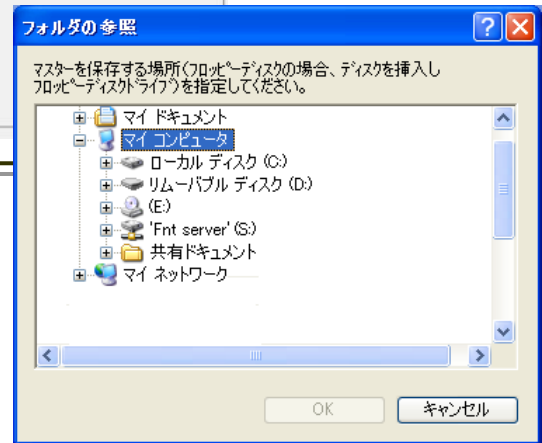 フォルダの参照
マスターを保存する場所(フロッピーディスクの場合、ディスクを挿入し
フロッピーディスクドライブ)を指定してください。
マイ ドキュメント
マイ コンピュータ
ローカル ディスク (C:)
リムーバブル ディスク (D:)
(E:)
'Fnt server' (S:)
共有ドキュメント
マイ ネットワーク
OK
キャンセル